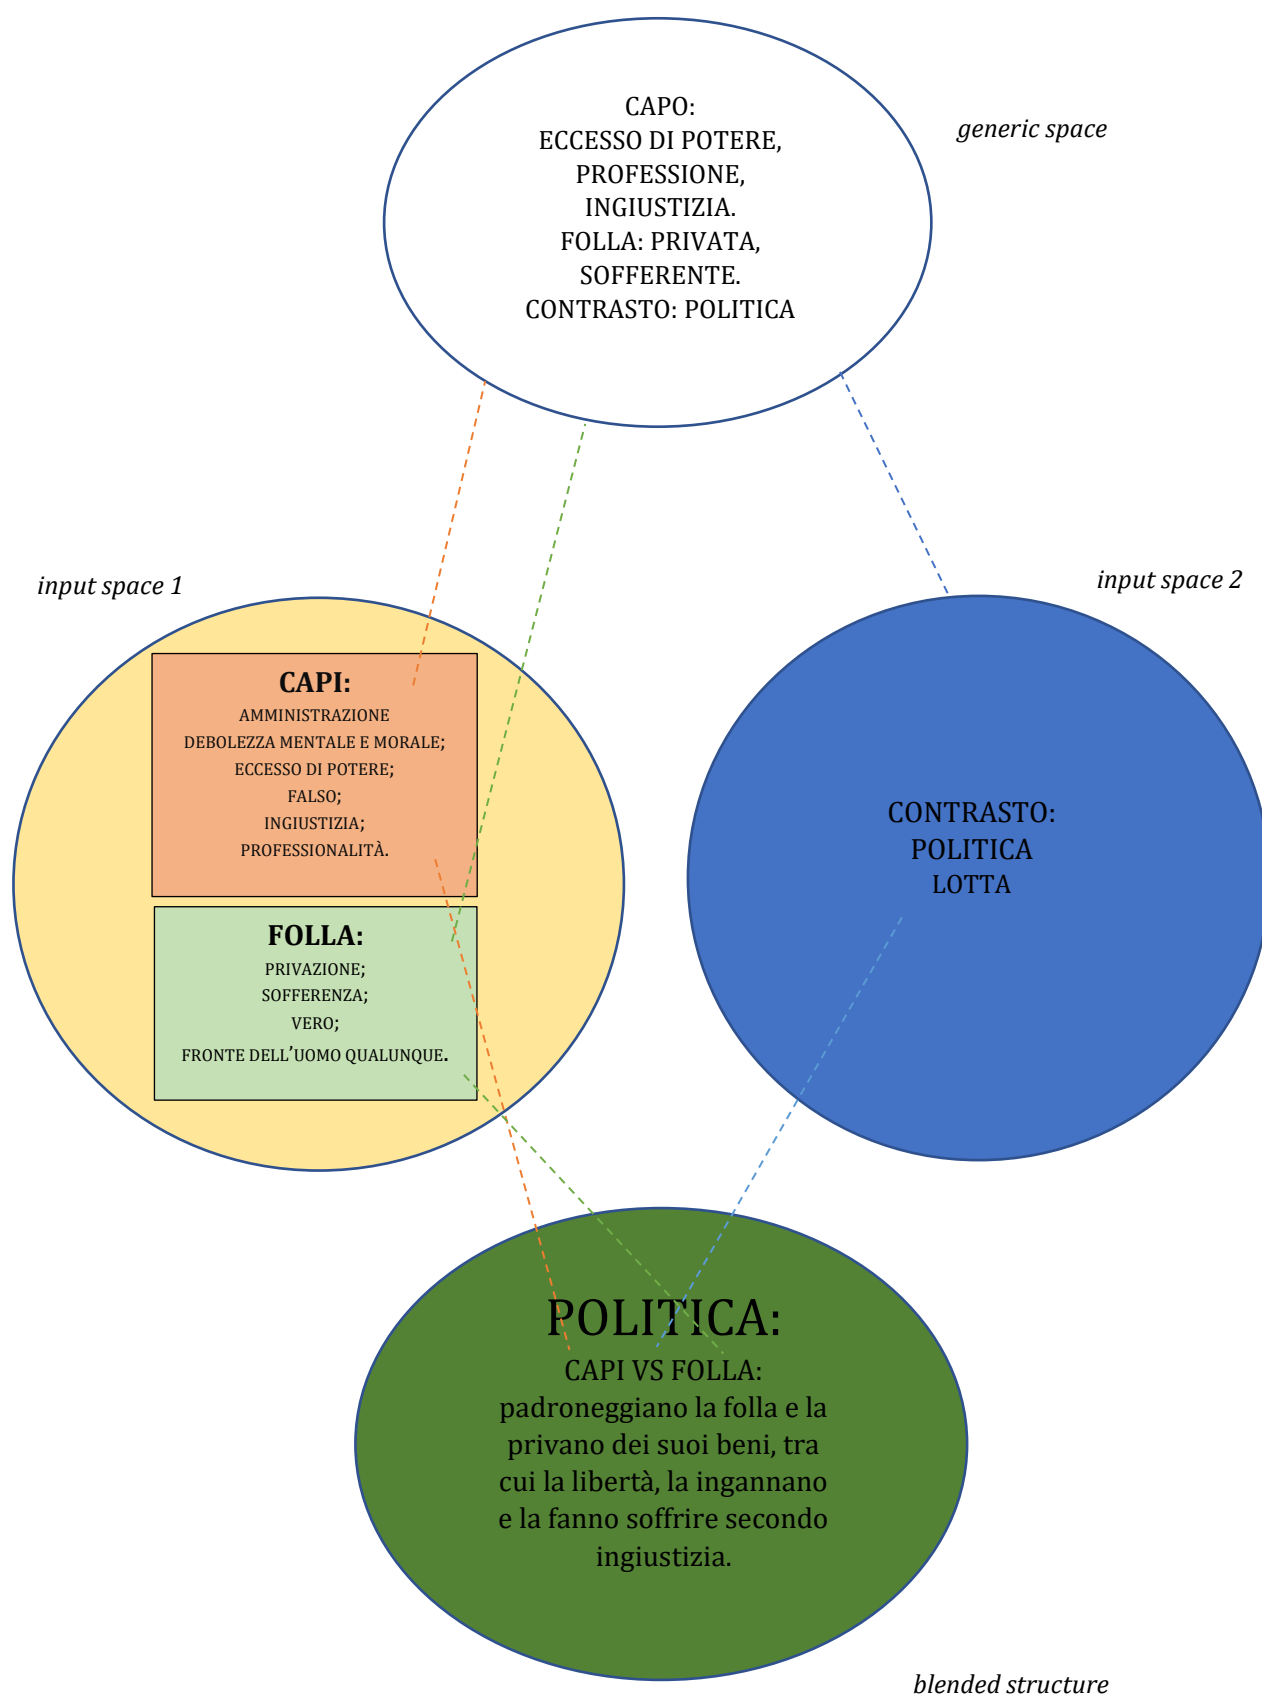 CAPO:
ECCESSO DI POTERE,
PROFESSIONE,
INGIUSTIZIA.
FOLLA: PRIVATA,
SOFFERENTE.
CONTRASTO: POLITICA
generic space
input space 1
input space 2
CAPI:
AMMINISTRAZIONE
DEBOLEZZA MENTALE E MORALE;
ECCESSO DI POTERE;
FALSO;
INGIUSTIZIA;
PROFESSIONALITÀ.
FOLLA:
PRIVAZIONE;
SOFFERENZA;
VERO;
FRONTE DELL'UOMO QUALUNQUE.
CONTRASTO:
POLITICA
LOTTA
POLITICA:
CAPI VS FOLLA:
padroneggiano la folla e la
privano dei suoi beni, tra
cui la libertà, la ingannano
e la fanno soffrire secondo
ingiustizia.
blended structure